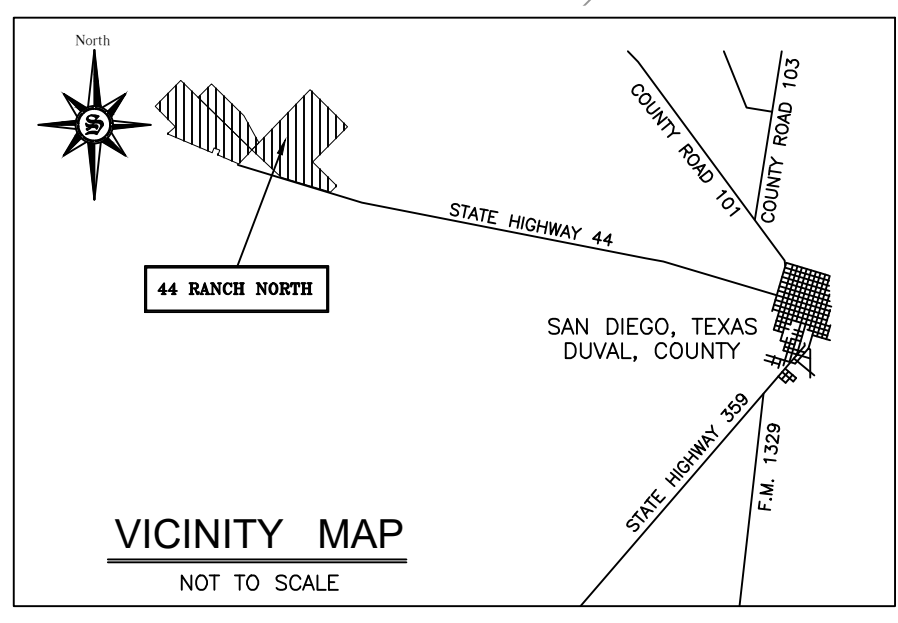 North
S
COUNTY ROAD 103
COUNTY ROAD 101
STATE HIGHWAY 44
44 RANCH NORTH
SAN DIEGO, TEXAS
DUVAL, COUNTY
STATE HIGHWAY 359
F.M. 1329
VICINITY MAP
NOT TO SCALE